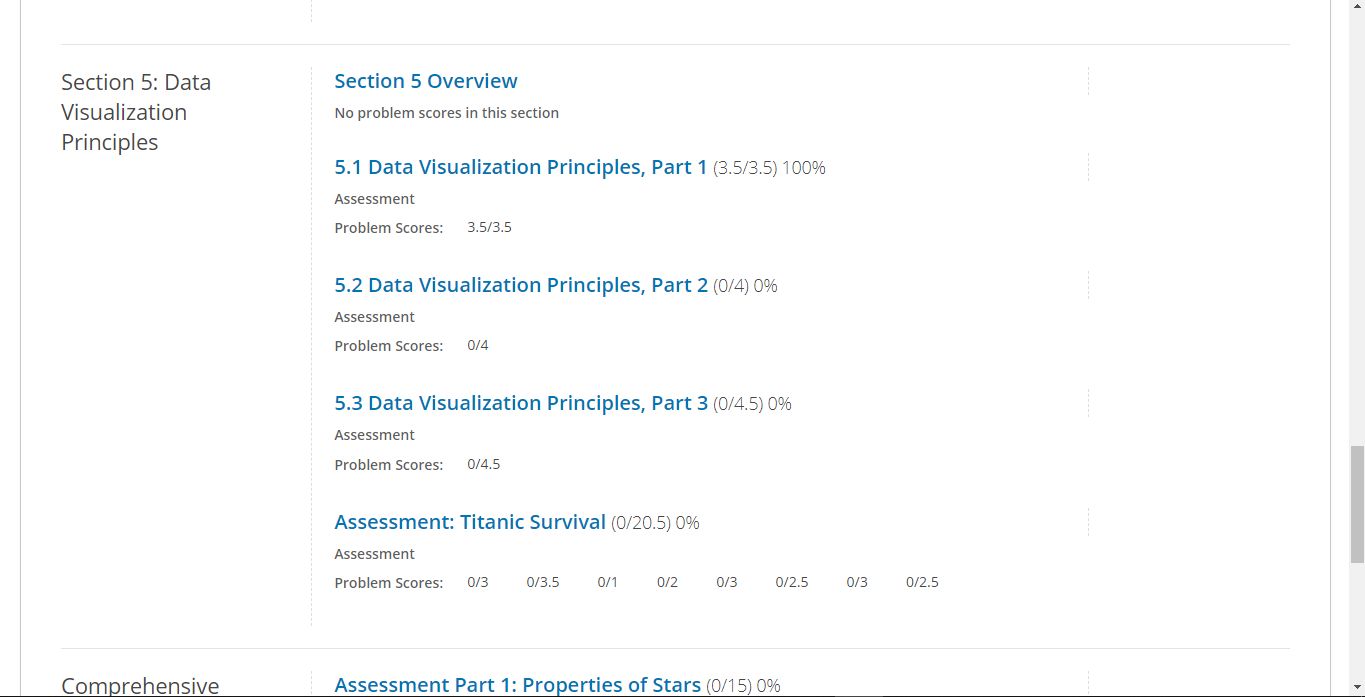 Section 5: Data
Visualization
Principles
Section 5 Overview
No problem scores in this section
5.1 Data Visualization Principles, Part 1 (3.5/3.5) 100%
Assessment
Problem Scores: 3.5/3.5
5.2 Data Visualization Principles, Part 2 (0/4) 0%
Assessment
Problem Scores: 0/4
5.3 Data Visualization Principles, Part 3 (0/4.5) 0%
Assessment
Problem Scores: 0/4.5
Assessment: Titanic Survival (0/20.5) 0%
Assessment
Problem Scores: 0/3 0/3.5 0/1 0/2 0/3 0/2.5 0/3 0/2.5
Comprehensive
Assessment Part 1: Properties of Stars (0/15) 0%